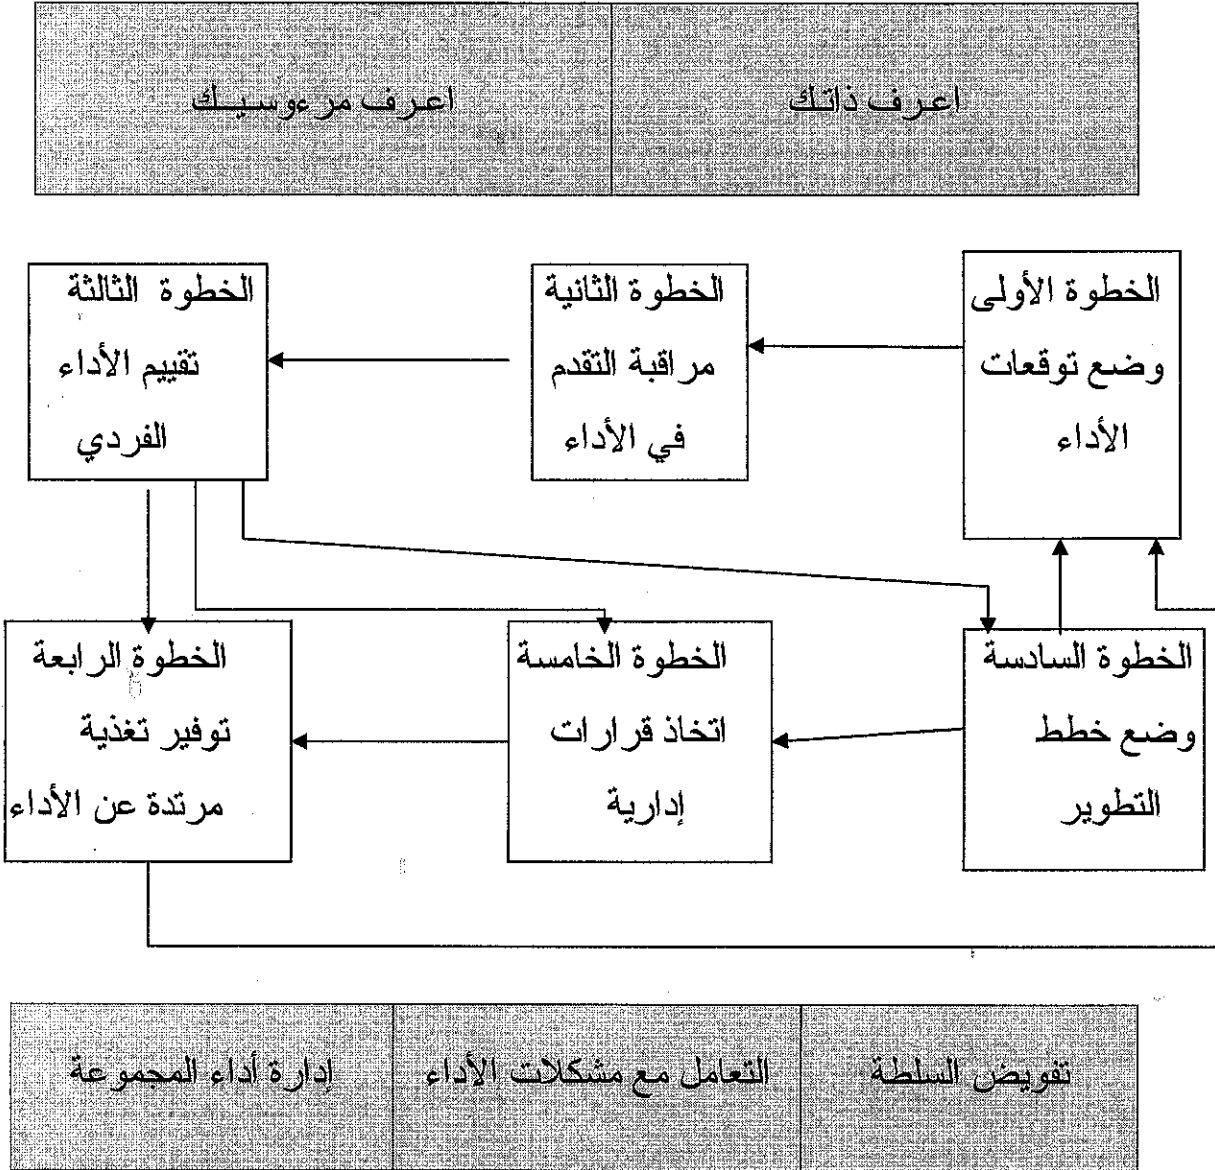 اعرف ذاتك
اعرف مرءوسيك
الخطوة الأولى
وضع توقعات
الأداء
الخطوة الثانية
مراقبة التقدم
في الأداء
الخطوة الثالثة
تقييم الأداء
الفردي
الخطوة السادسة
وضع خطط
التطوير
الخطوة الخامسة
اتخاذ قرارات
إدارية
الخطوة الرابعة
توفير تغذية
مرتدة عن الأداء
تفويض السلطة
التعامل مع مشكلات الأداء
إدارة أداء المجموعة